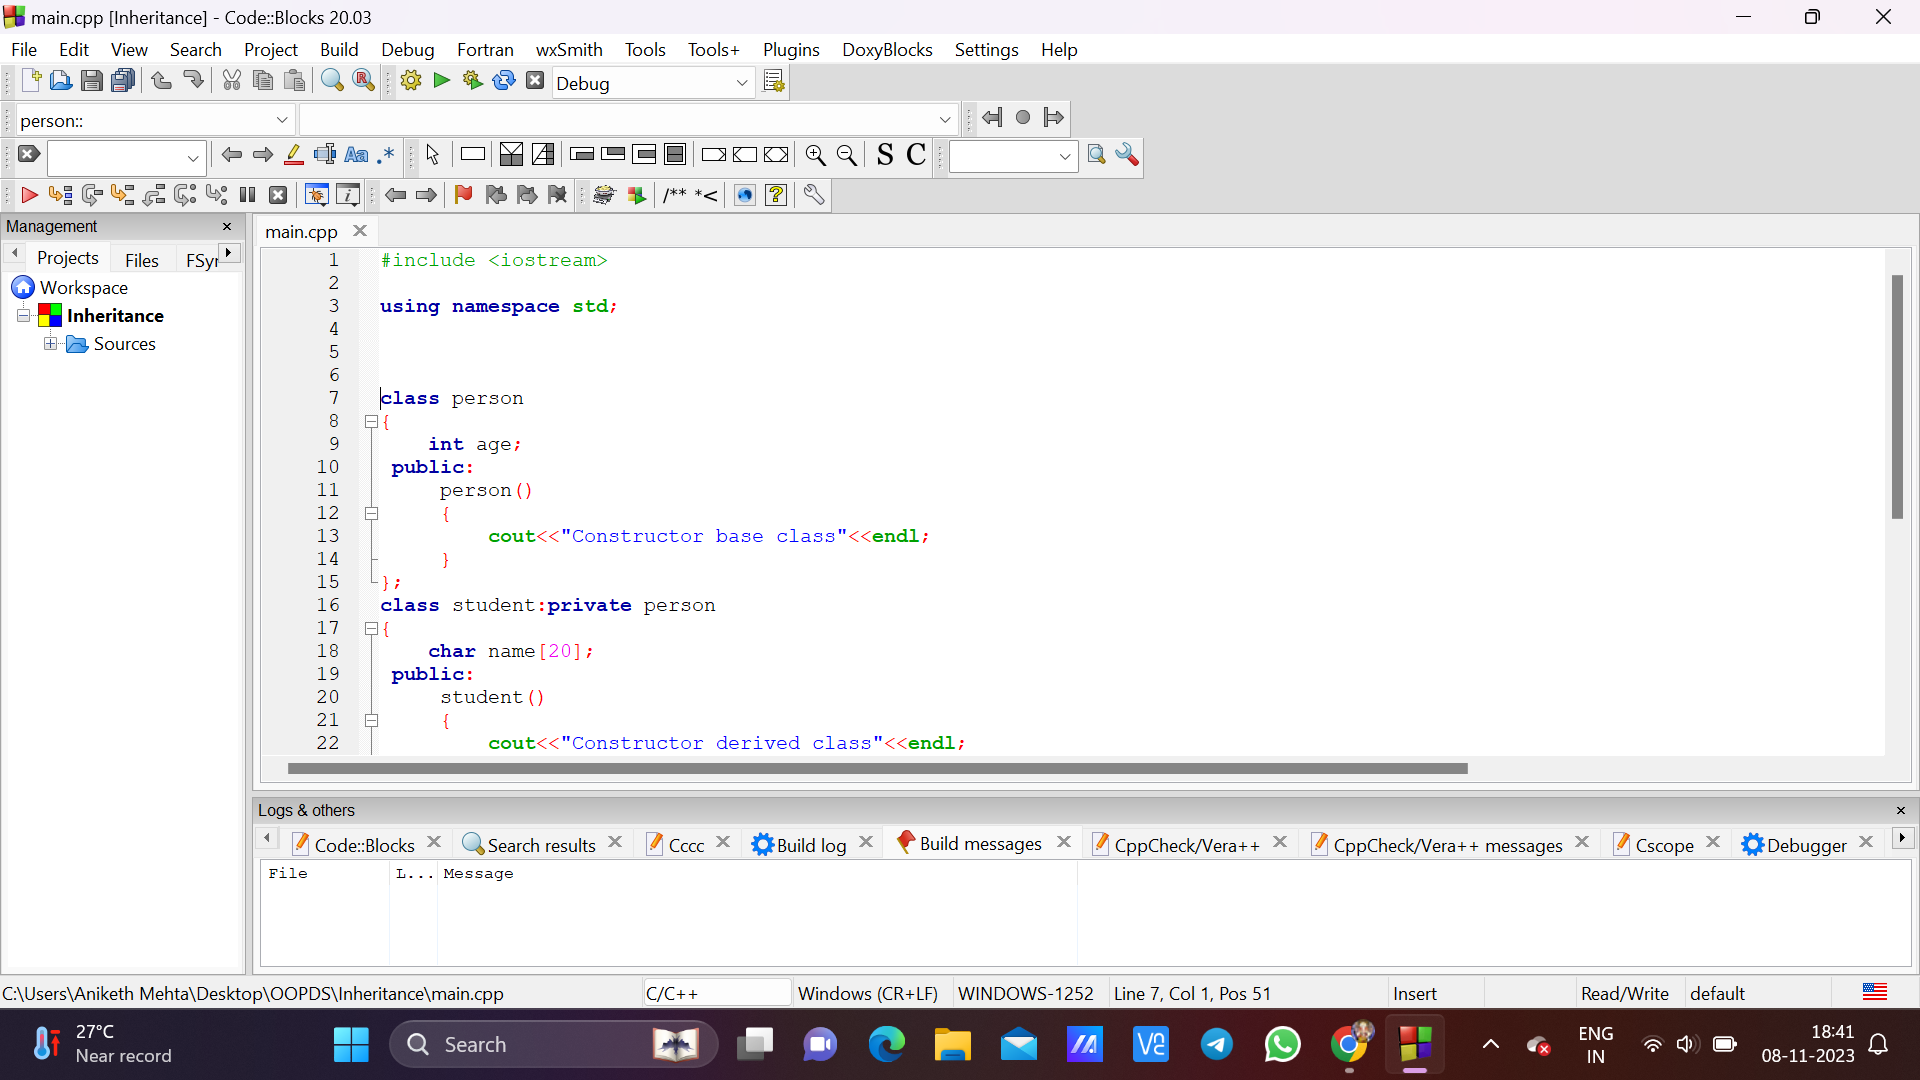 main.cpp [Inheritance] - Code::Blocks 20.03
File Edit View Search Project Build Debug Fortran wxSmith Tools Tools+ Plugins DoxyBlocks Settings Help
Debug
person::
Aa .* S C
/** *<
Management
main.cpp
Projects Files FSyr
Workspace
Inheritance
Sources
1 #include <iostream>
2
3 using namespace std;
4
5
6
7 class person
8 {
9 int age;
10 public:
11 person()
12 {
13 cout<<"Constructor base class"<<endl;
14 }
15 };
16 class student:private person
17 {
18 char name[20];
19 public:
20 student()
21 {
22 cout<<"Constructor derived class"<<endl;
Logs & others
Code::Blocks Search results Cccc Build log Build messages CppCheck/Vera++ CppCheck/Vera++ messages Cscope Debugger
File L... Message
C:\Users\Aniketh Mehta\Desktop\OOPDS\Inheritance\main.cpp C/C++ Windows (CR+LF) WINDOWS-1252 Line 7, Col 1, Pos 51 Insert Read/Write default
27°C
Near record
Search
ENG
IN
18:41
08-11-2023